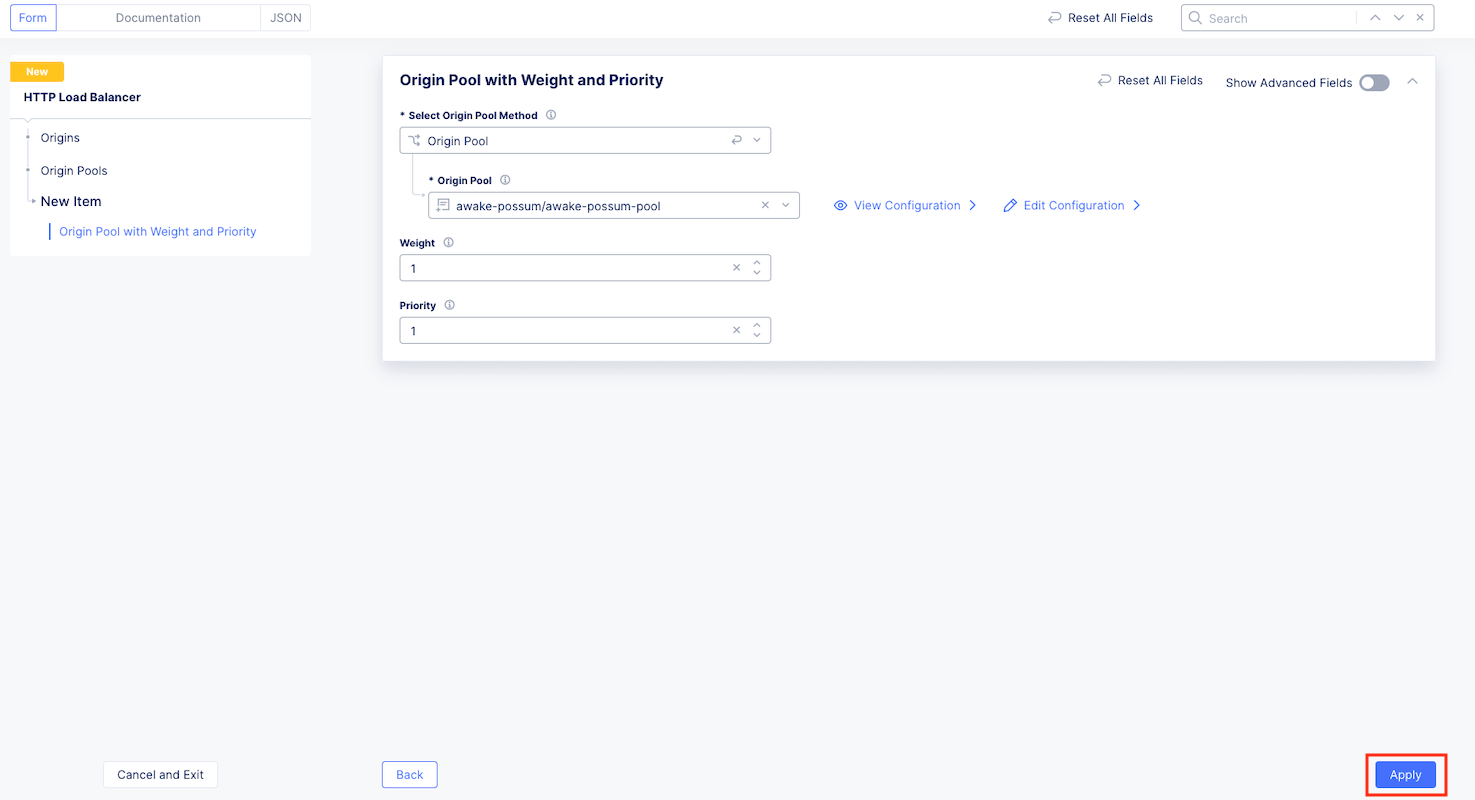 Form
Documentation
JSON
Reset All Fields
Search
New
HTTP Load Balancer
Origins
Origin Pools
New Item
Origin Pool with Weight and Priority
Origin Pool with Weight and Priority
Reset All Fields
Show Advanced Fields
* Select Origin Pool Method
Origin Pool
* Origin Pool
awake-possum/awake-possum-pool
View Configuration
Edit Configuration
Weight
1
Priority
1
Cancel and Exit
Back
Apply